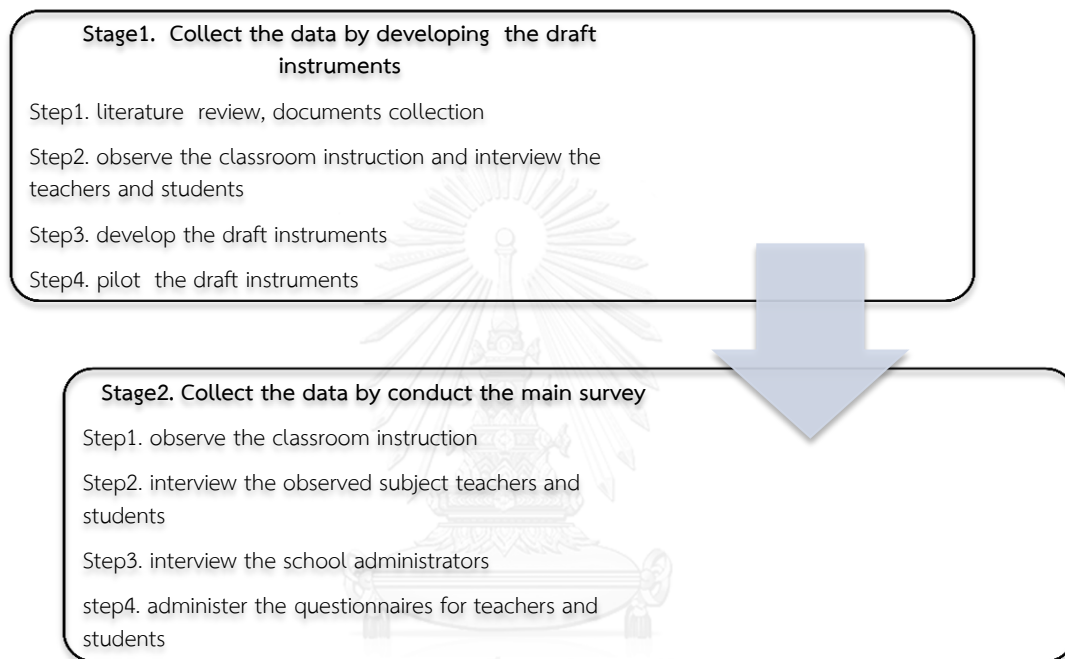 Stage1. Collect the data by developing the draft
instruments
Step1. literature review, documents collection
Step2. observe the classroom instruction and interview the
teachers and students
Step3. develop the draft instruments
Step4. pilot the draft instruments
Stage2. Collect the data by conduct the main survey
Step1. observe the classroom instruction
Step2. interview the observed subject teachers and
students
Step3. interview the school administrators
step4. administer the questionnaires for teachers and
students